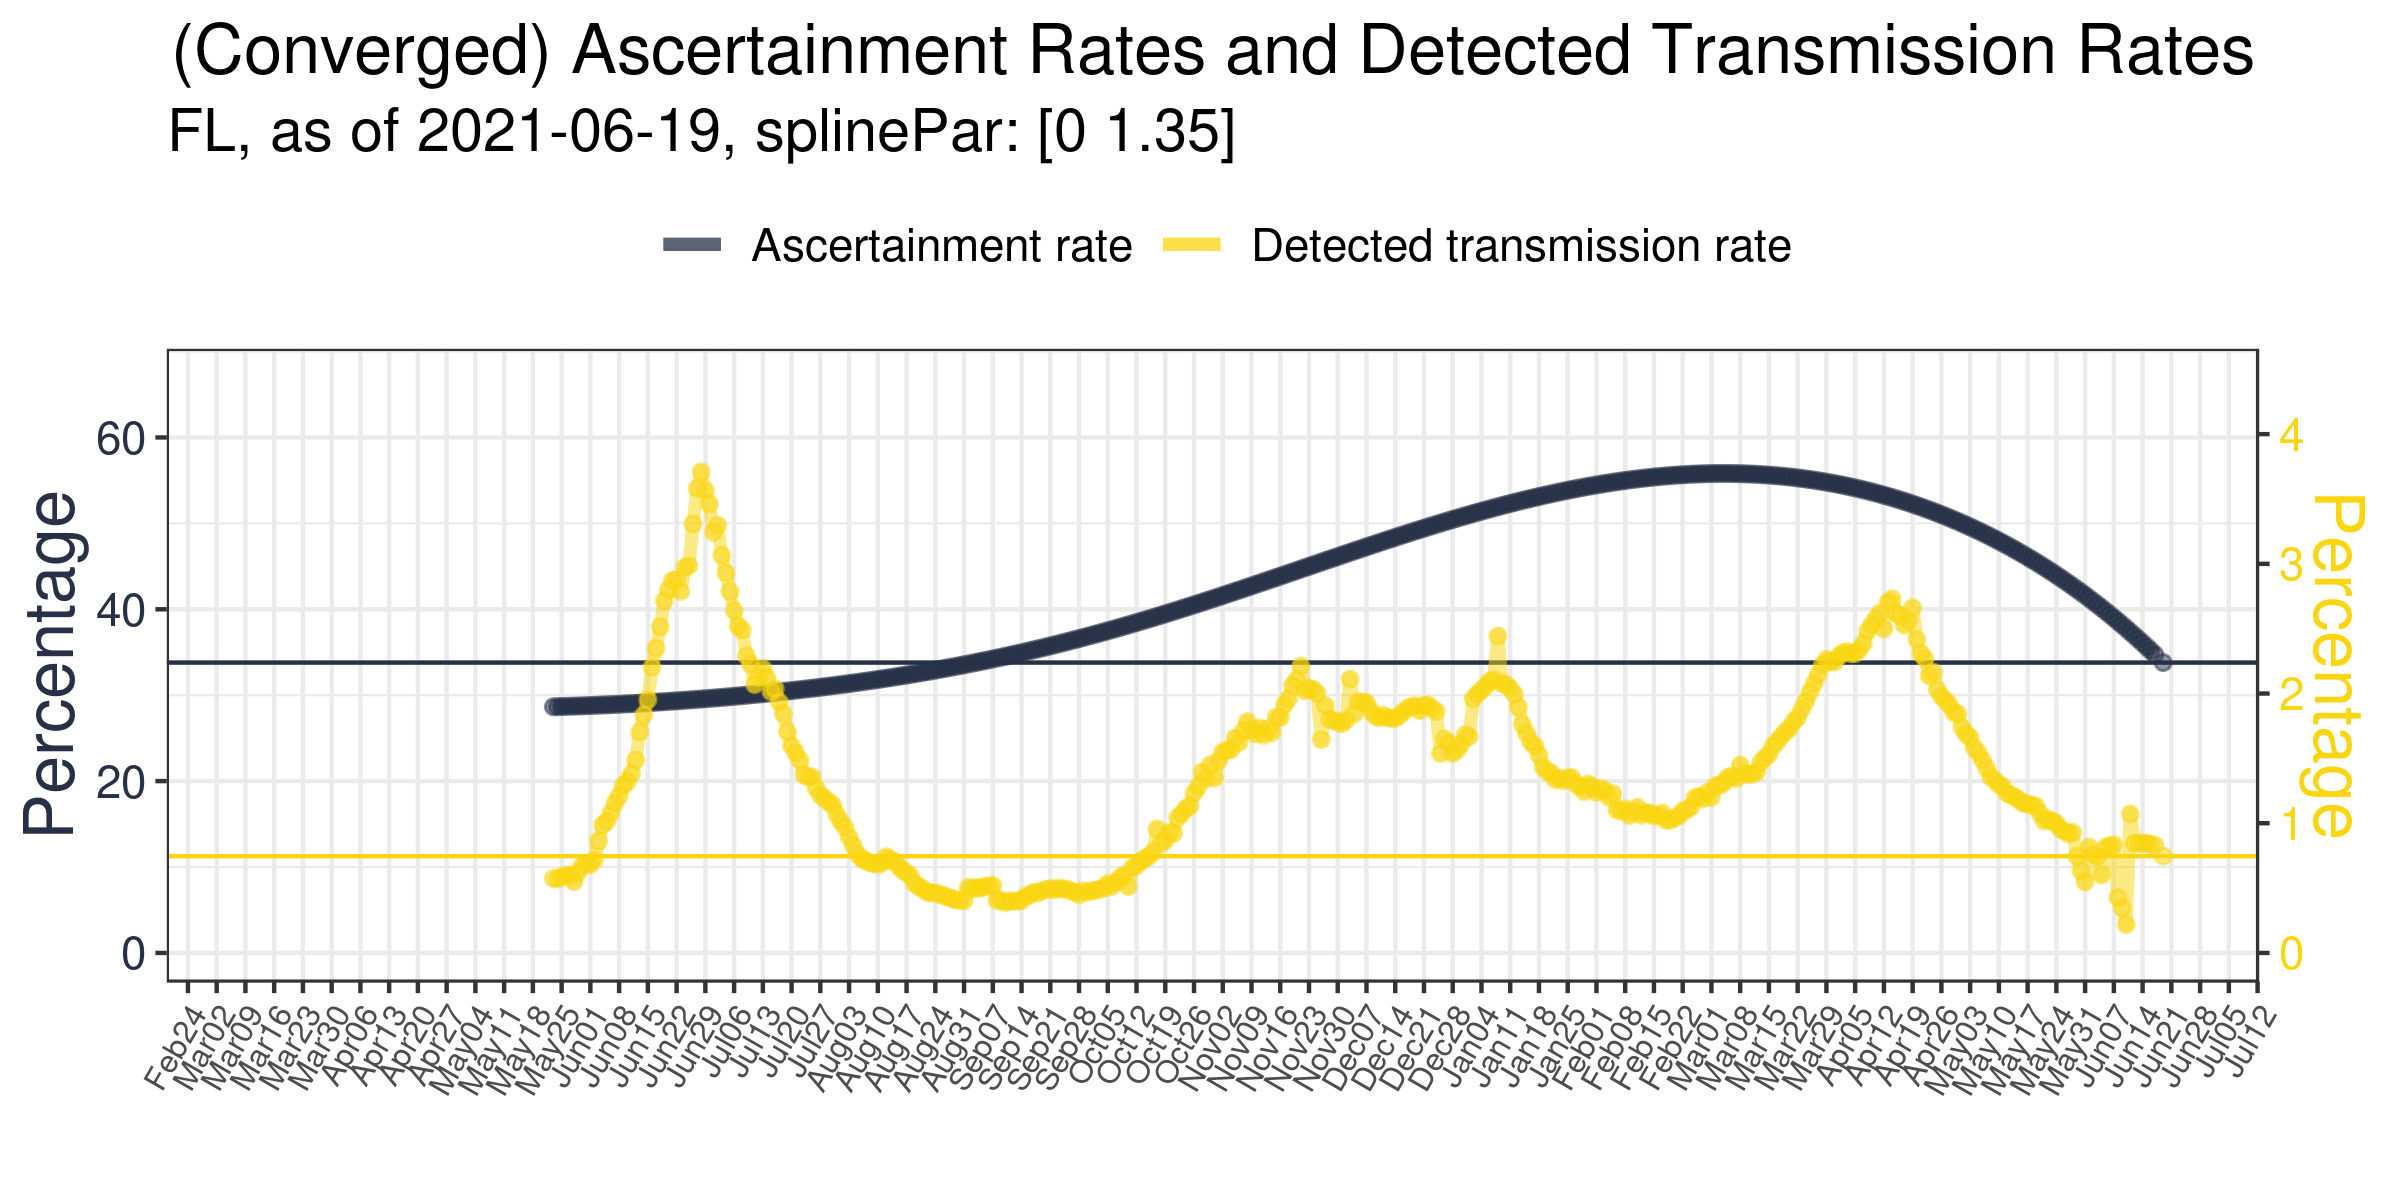 (Converged) Ascertainment Rates and Detected Transmission Rates
FL, as of 2021-06-19, splinePar: [0 1.35]
Ascertainment rate
Detected transmission rate
Percentage
60
40
20
0
4
3
2
1
0
Percentage
Feb24
Mar02
Mar09
Mar16
Mar23
Mar30
Apr06
Apr13
Apr20
Apr27
May04
May11
May18
May25
Jun01
Jun08
Jun15
Jun22
Jun29
Jul06
Jul13
Jul20
Jul27
Aug03
Aug10
Aug17
Aug24
Aug31
Sep07
Sep14
Sep21
Sep28
Oct05
Oct12
Oct19
Oct26
Nov02
Nov09
Nov16
Nov23
Nov30
Dec07
Dec14
Dec21
Dec28
Jan04
Jan11
Jan18
Jan25
Feb01
Feb08
Feb15
Feb22
Mar01
Mar08
Mar15
Mar22
Mar29
Apr05
Apr12
Apr19
Apr26
May03
May10
May17
May24
May31
Jun07
Jun14
Jun21
Jun28
Jul05
Jul12